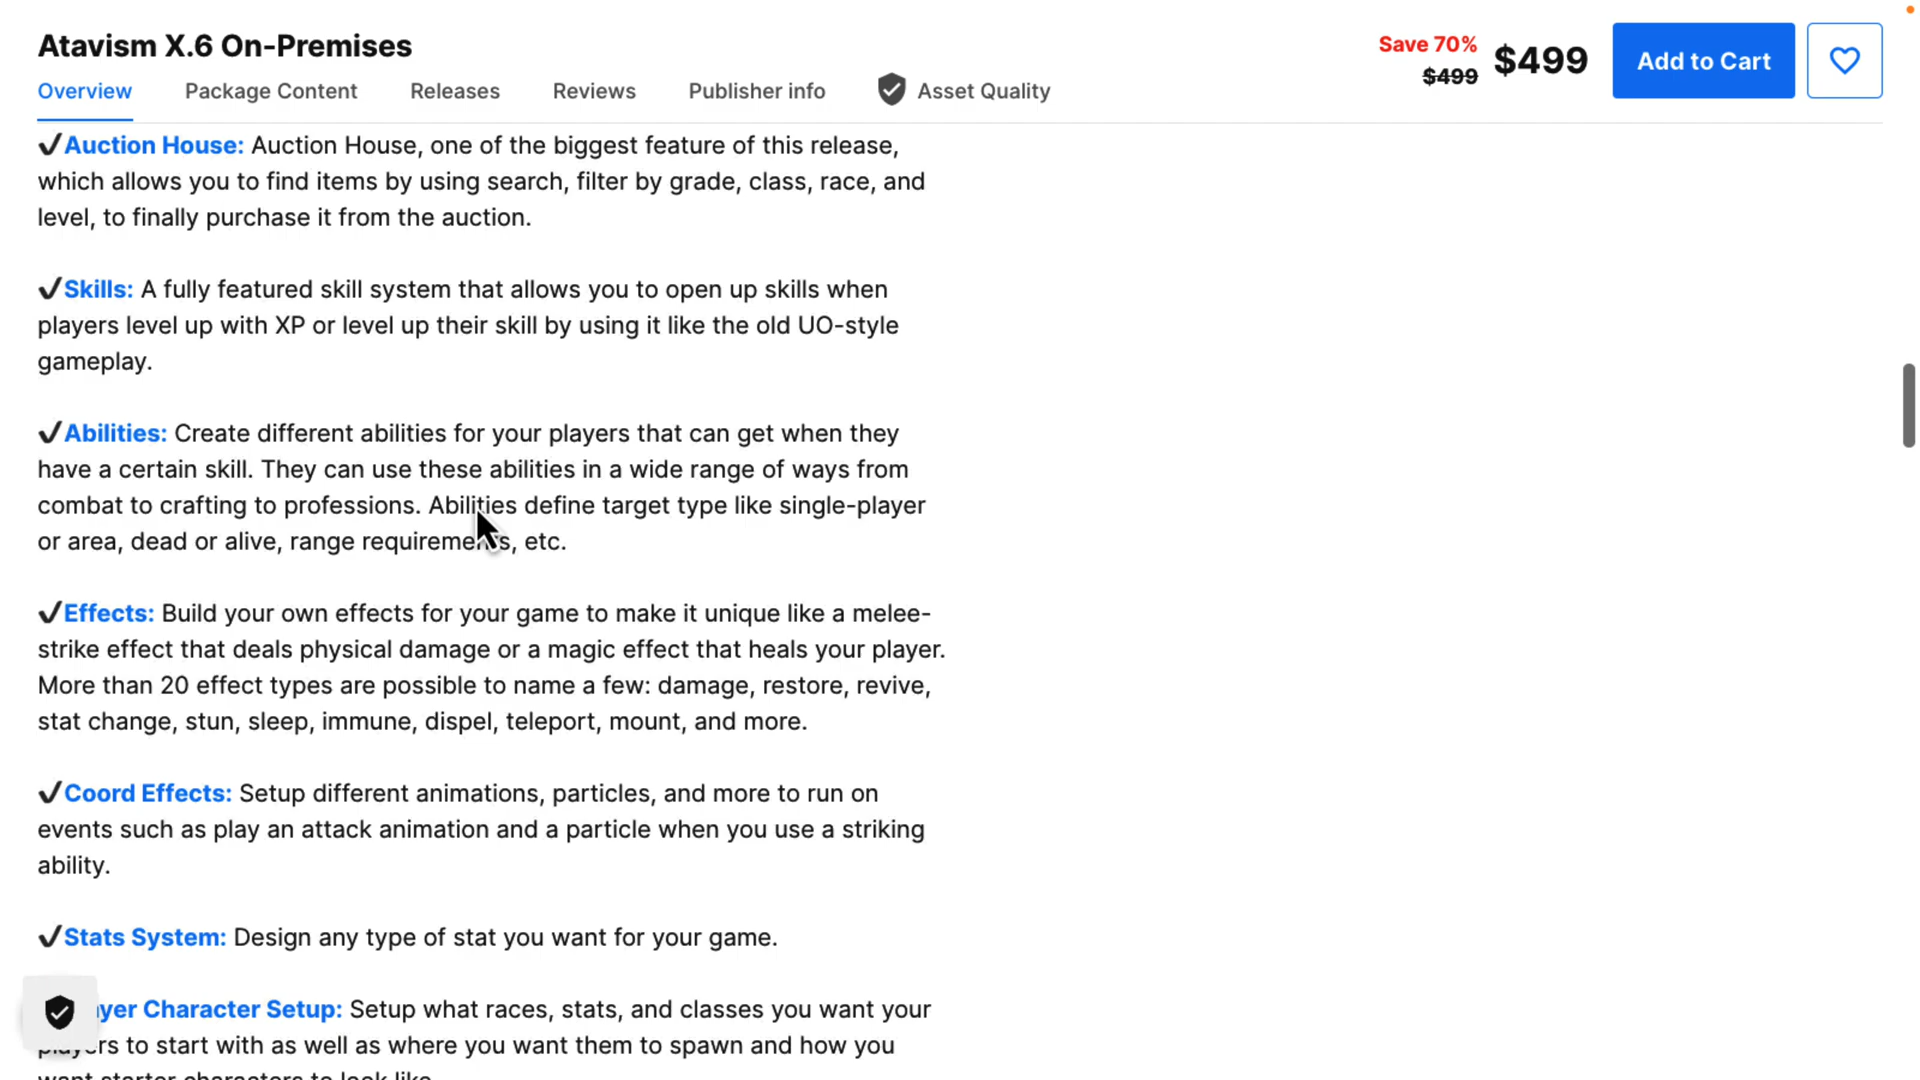 Atavism X.6 On-Premises
Save 70%
$499
$499
Add to Cart
Overview
Package Content
Releases
Reviews
Publisher info
Asset Quality
✔Auction House: Auction House, one of the biggest feature of this release,
which allows you to find items by using search, filter by grade, class, race, and
level, to finally purchase it from the auction.
✔Skills: A fully featured skill system that allows you to open up skills when
players level up with XP or level up their skill by using it like the old UO-style
gameplay.
✔Abilities: Create different abilities for your players that can get when they
have a certain skill. They can use these abilities in a wide range of ways from
combat to crafting to professions. Abilities define target type like single-player
or area, dead or alive, range requirements, etc.
✔Effects: Build your own effects for your game to make it unique like a melee-
strike effect that deals physical damage or a magic effect that heals your player.
More than 20 effect types are possible to name a few: damage, restore, revive,
stat change, stun, sleep, immune, dispel, teleport, mount, and more.
✔Coord Effects: Setup different animations, particles, and more to run on
events such as play an attack animation and a particle when you use a striking
ability.
✔Stats System: Design any type of stat you want for your game.
yer Character Setup: Setup what races, stats, and classes you want your
players to start with as well as where you want them to spawn and how you
want starter characters to look like